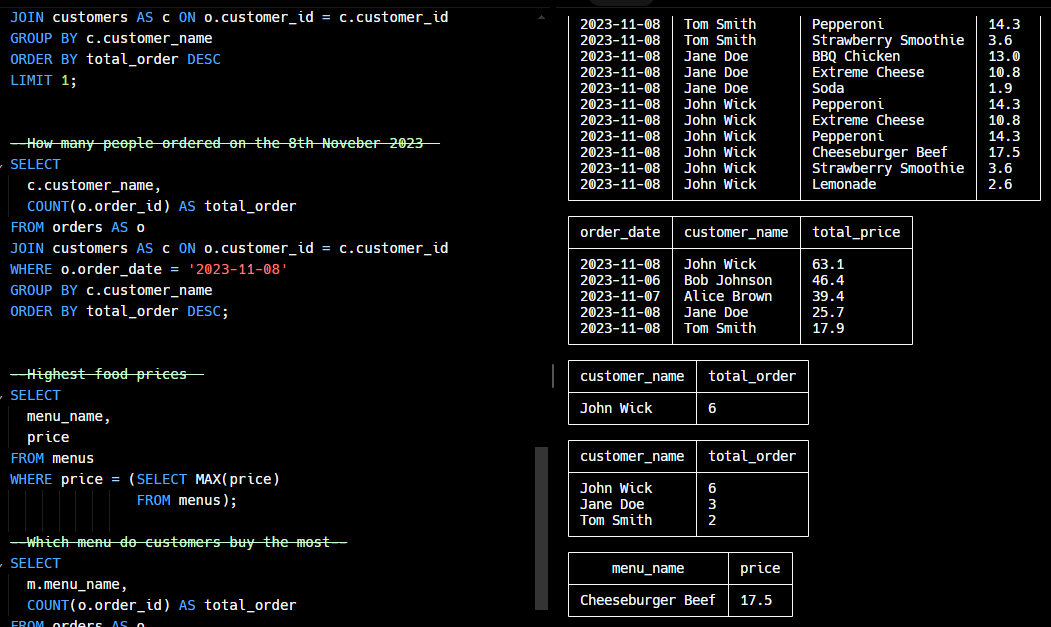 JOIN customers AS c ON o.customer_id = c.customer_id
GROUP BY c.customer_name
ORDER BY total_order DESC
LIMIT 1;
--How many people ordered on the 8th Noveber 2023--
SELECT
c.customer_name,
COUNT(o.order_id) AS total_order
FROM orders AS o
JOIN customers AS c ON o.customer_id = c.customer_id
WHERE o.order_date = '2023-11-08'
GROUP BY c.customer_name
ORDER BY total_order DESC;
--Highest food prices--
SELECT
menu_name,
price
FROM menus
WHERE price = (SELECT MAX(price)
FROM menus);
--Which menu do customers buy the most--
SELECT
m.menu_name,
COUNT(o.order_id) AS total_order
FROM orders AS o
2023-11-08 Tom Smith Pepperoni 14.3
2023-11-08 Tom Smith Strawberry Smoothie 3.6
2023-11-08 Jane Doe BBQ Chicken 13.0
2023-11-08 Jane Doe Extreme Cheese 10.8
2023-11-08 Jane Doe Soda 1.9
2023-11-08 John Wick Pepperoni 14.3
2023-11-08 John Wick Extreme Cheese 10.8
2023-11-08 John Wick Pepperoni 14.3
2023-11-08 John Wick Cheeseburger Beef 17.5
2023-11-08 John Wick Strawberry Smoothie 3.6
2023-11-08 John Wick Lemonade 2.6
order_date customer_name total_price
2023-11-08 John Wick 63.1
2023-11-06 Bob Johnson 46.4
2023-11-07 Alice Brown 39.4
2023-11-08 Jane Doe 25.7
2023-11-08 Tom Smith 17.9
customer_name total_order
John Wick 6
customer_name total_order
John Wick 6
Jane Doe 3
Tom Smith 2
menu_name price
Cheeseburger Beef 17.5